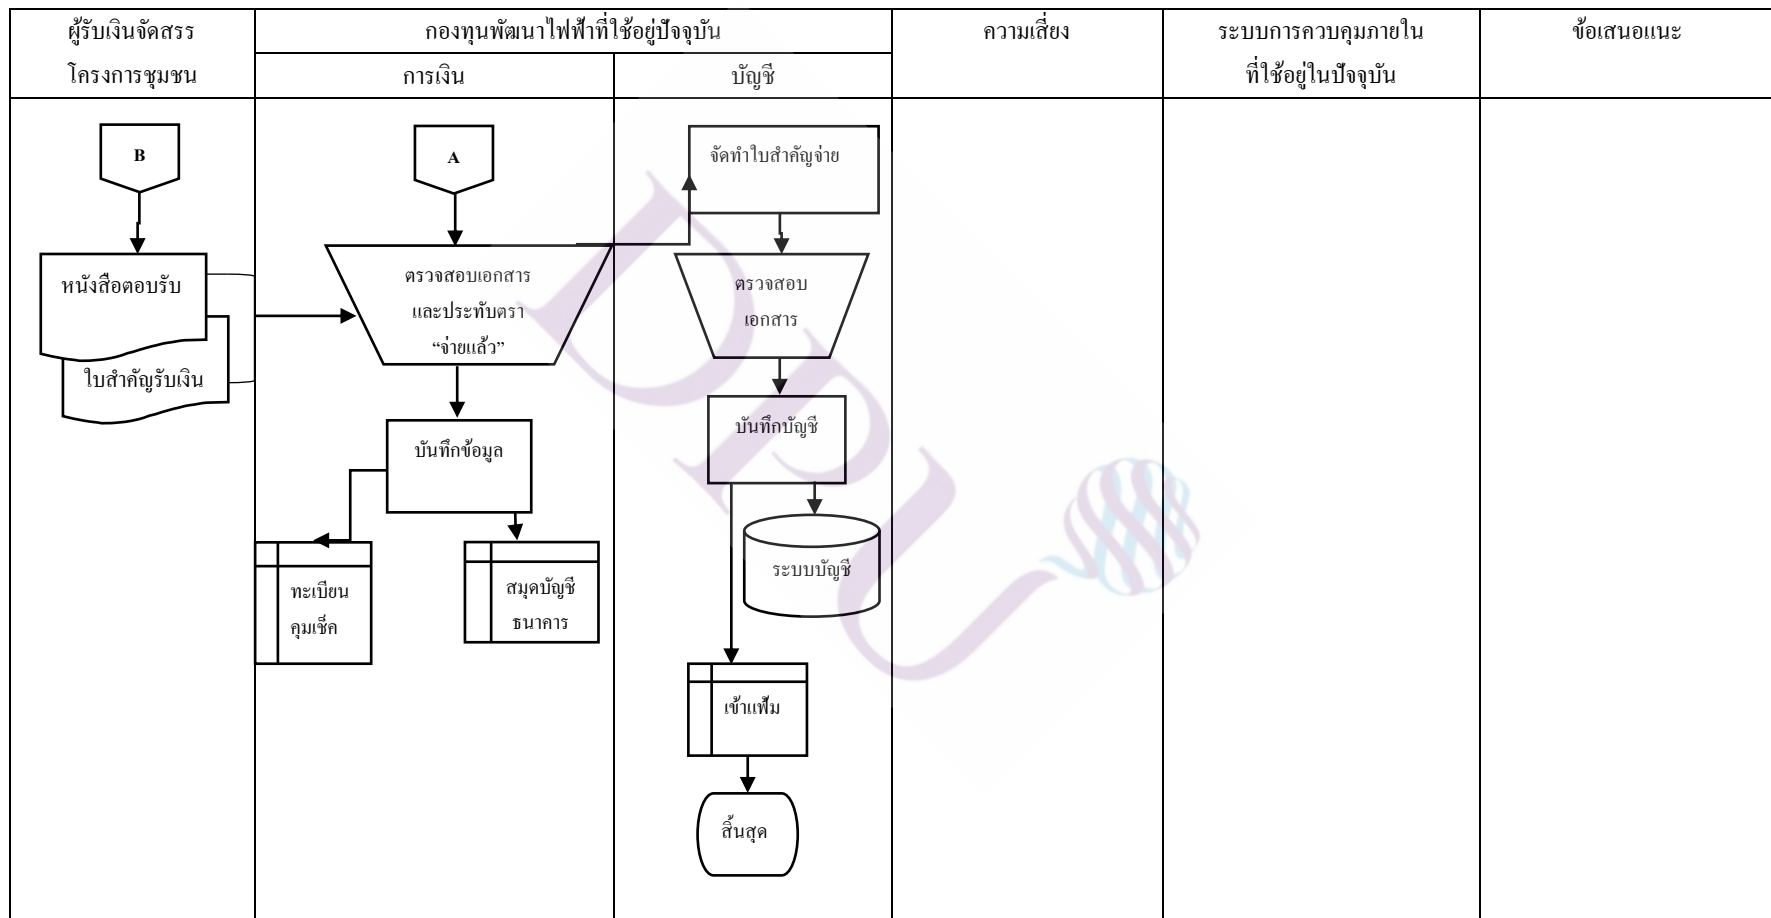 ผู้รับเงินจัดสรร
โครงการชุมชน
กองทุนพัฒนาไฟฟ้าที่ใช้อยู่ปัจจุบัน
การเงิน
บัญชี
ความเสี่ยง
ระบบการควบคุมภายใน
ที่ใช้อยู่ในปัจจุบัน
ข้อเสนอแนะ
B
หนังสือตอบรับ
ใบสำคัญรับเงิน
A
ตรวจสอบเอกสาร
และประทับตรา
“จ่ายแล้ว”
บันทึกข้อมูล
ทะเบียน
คุมเช็ค
สมุดบัญชี
ธนาคาร
จัดทำใบสำคัญจ่าย
ตรวจสอบ
เอกสาร
บันทึกบัญชี
ระบบบัญชี
เข้าแฟ้ม
สิ้นสุด
DPU